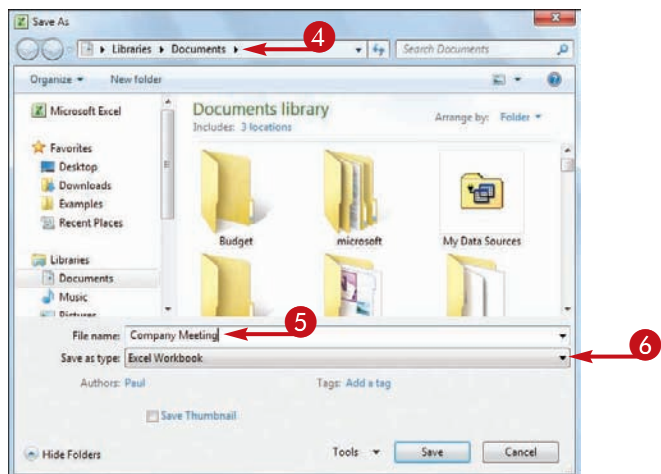 Save As
4
Libraries Documents Search Documents
Organize New folder
Microsoft Excel
Favorites
Desktop
Downloads
Examples
Recent Places
Libraries
Documents
Music
Pictures
Documents library
Includes: 3 locations
Arrange by: Folder
Budget microsoft My Data Sources
5
File name: Company Meeting
6
Save as type: Excel Workbook
Authors: Paul Tags: Add a tag
Save Thumbnail
Hide Folders Tools Save Cancel